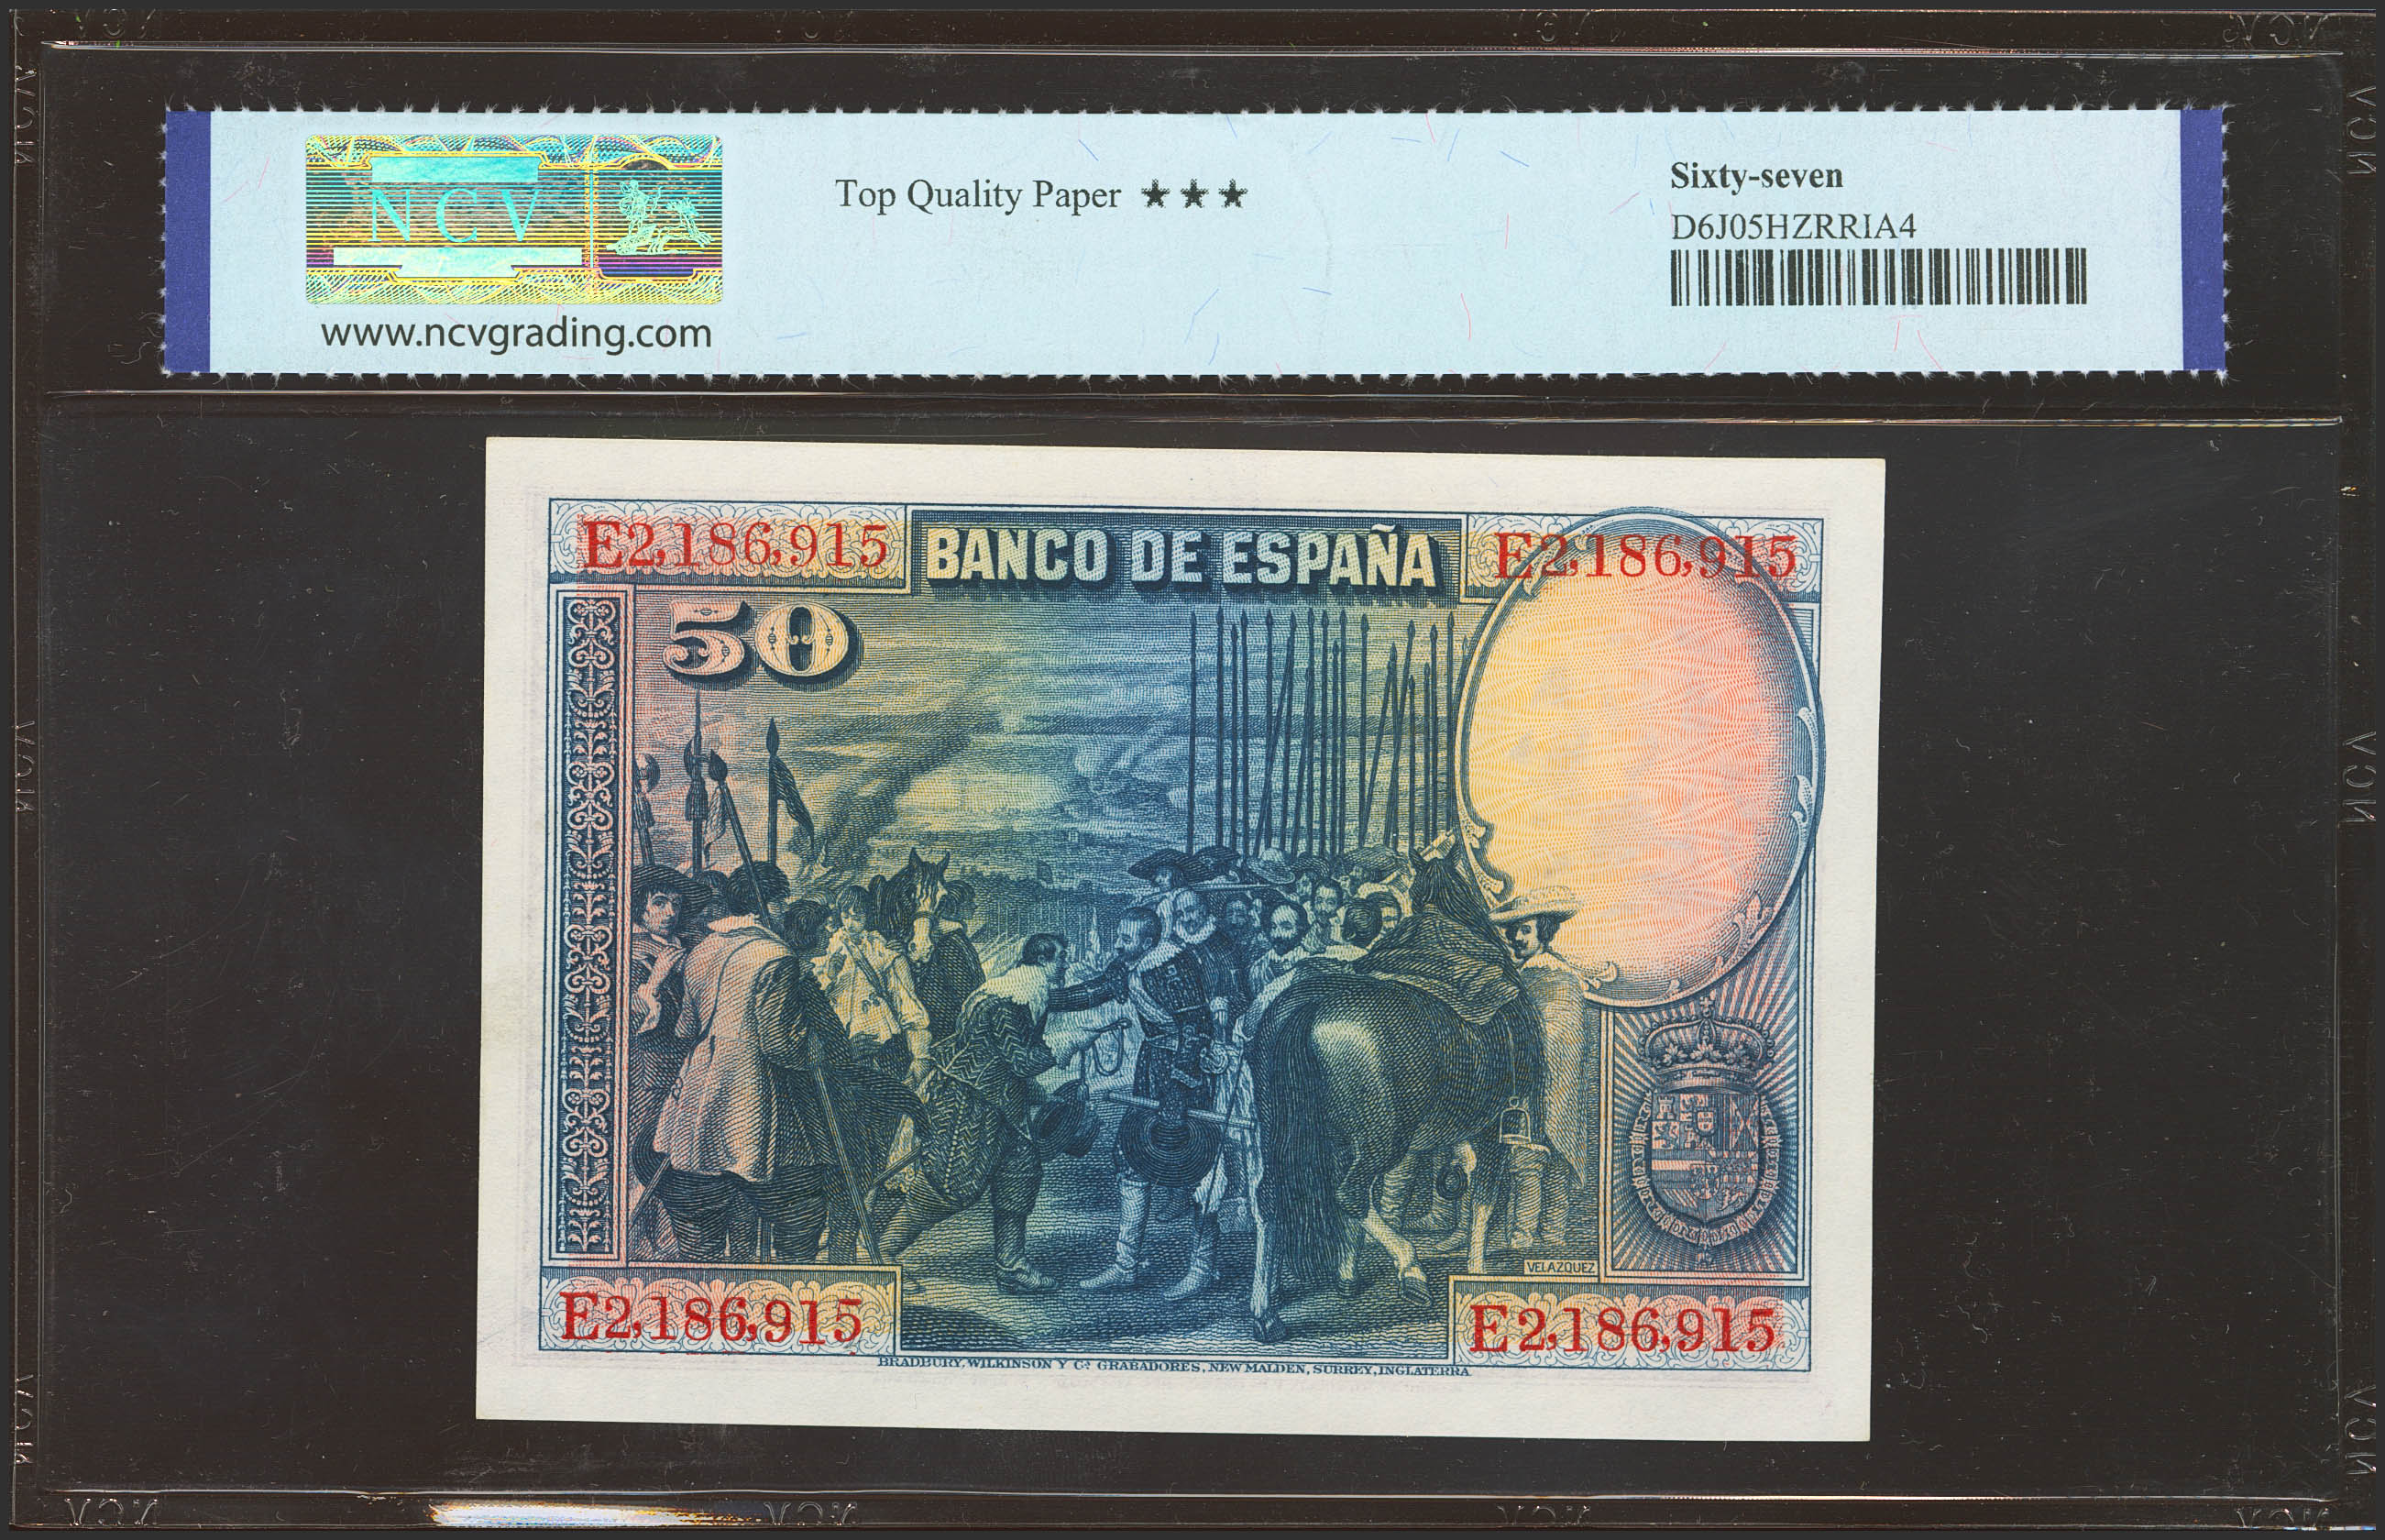 NCV
www.ncvgrading.com
Top Quality Paper ★★★
Sixty-seven
D6J05HZRRIA4
E2,186,915
BANCO DE ESPAÑA
E2,186,915
50
VELAZQUEZ
E2,186,915
E2,186,915
BRADBURY, WILKINSON Y Cª. GRABADORES, NEW MALDEN, SURREY, INGLATERRA